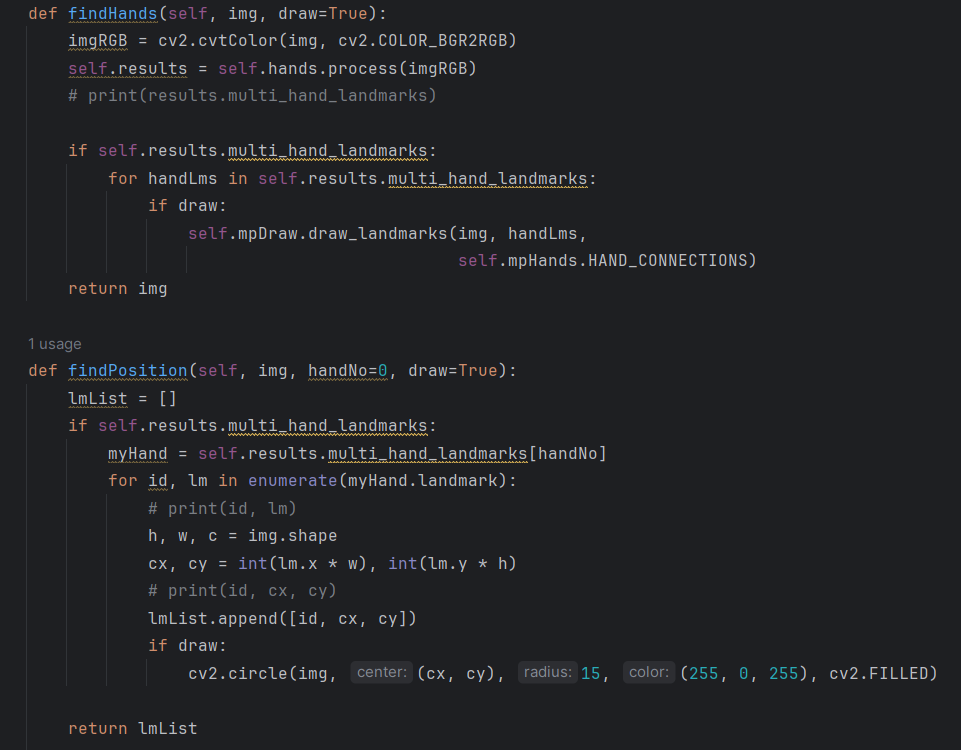 def findHands(self, img, draw=True):
    imgRGB = cv2.cvtColor(img, cv2.COLOR_BGR2RGB)
    self.results = self.hands.process(imgRGB)
    # print(results.multi_hand_landmarks)

    if self.results.multi_hand_landmarks:
        for handLms in self.results.multi_hand_landmarks:
            if draw:
                self.mpDraw.draw_landmarks(img, handLms,
                                           self.mpHands.HAND_CONNECTIONS)
    return img

1 usage
def findPosition(self, img, handNo=0, draw=True):
    lmList = []
    if self.results.multi_hand_landmarks:
        myHand = self.results.multi_hand_landmarks[handNo]
        for id, lm in enumerate(myHand.landmark):
            # print(id, lm)
            h, w, c = img.shape
            cx, cy = int(lm.x * w), int(lm.y * h)
            # print(id, cx, cy)
            lmList.append([id, cx, cy])
            if draw:
                cv2.circle(img, center: (cx, cy), radius: 15, color: (255, 0, 255), cv2.FILLED)

    return lmList